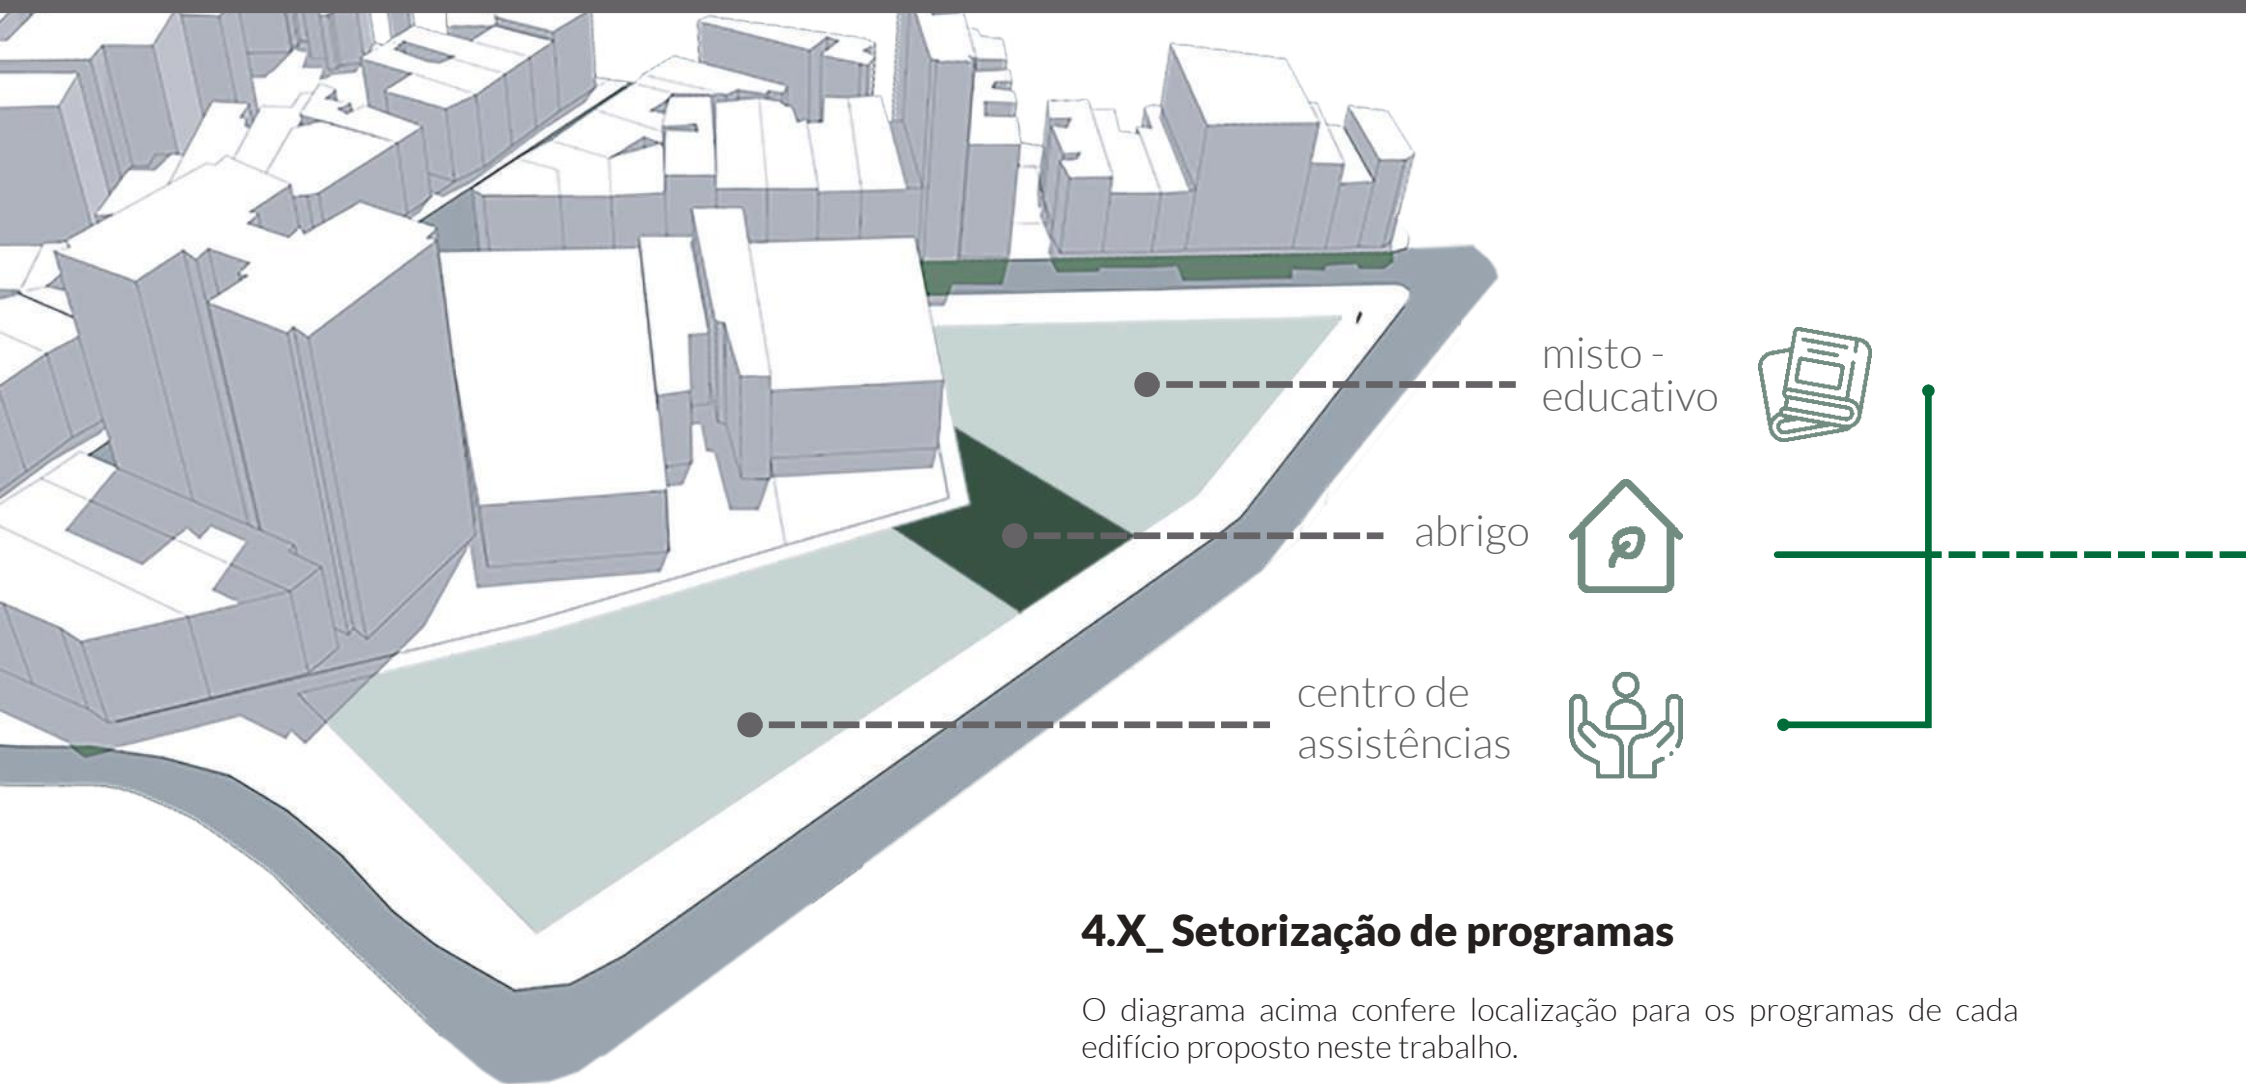 misto -
educativo
abrigo
centro de
assistências
4.X_ Setorização de programas
O diagrama acima confere localização para os programas de cada
edifício proposto neste trabalho.